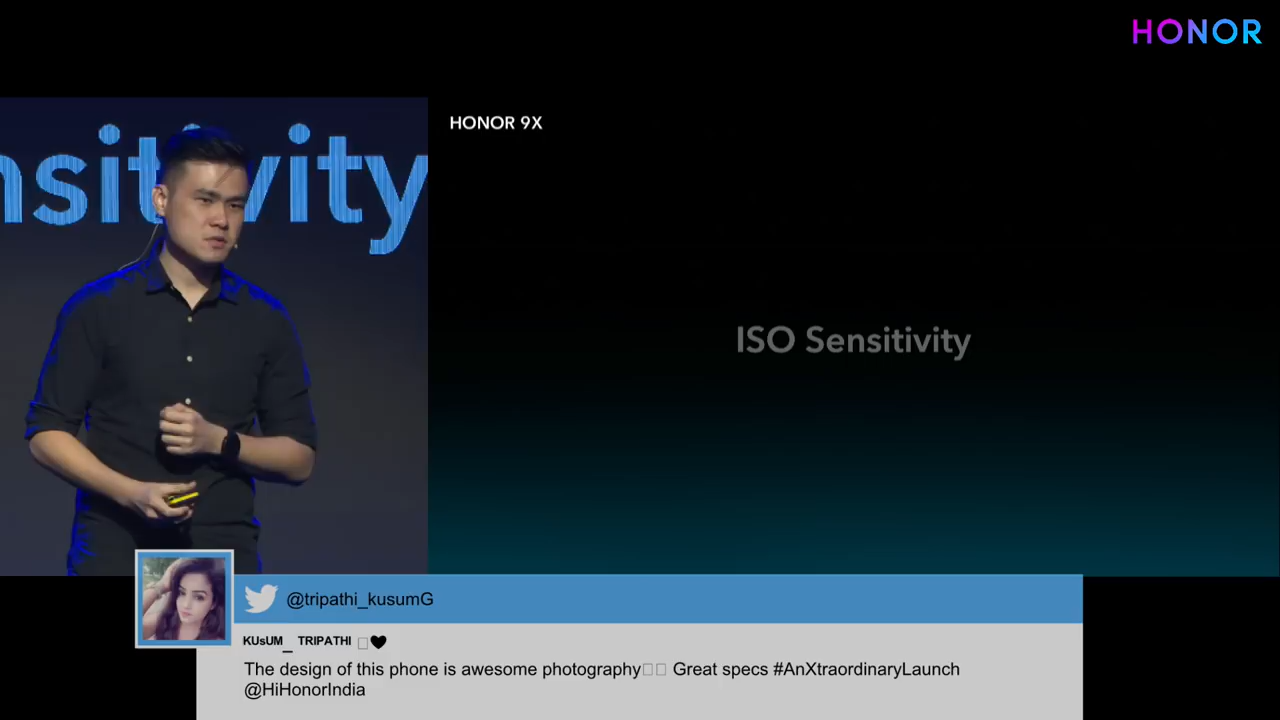 HONOR
nsitivity
HONOR 9X
ISO Sensitivity
@tripathi_kusumG
KUsUM_ TRIPATHI
The design of this phone is awesome photography Great specs #AnXtraordinaryLaunch
@HiHonorIndia